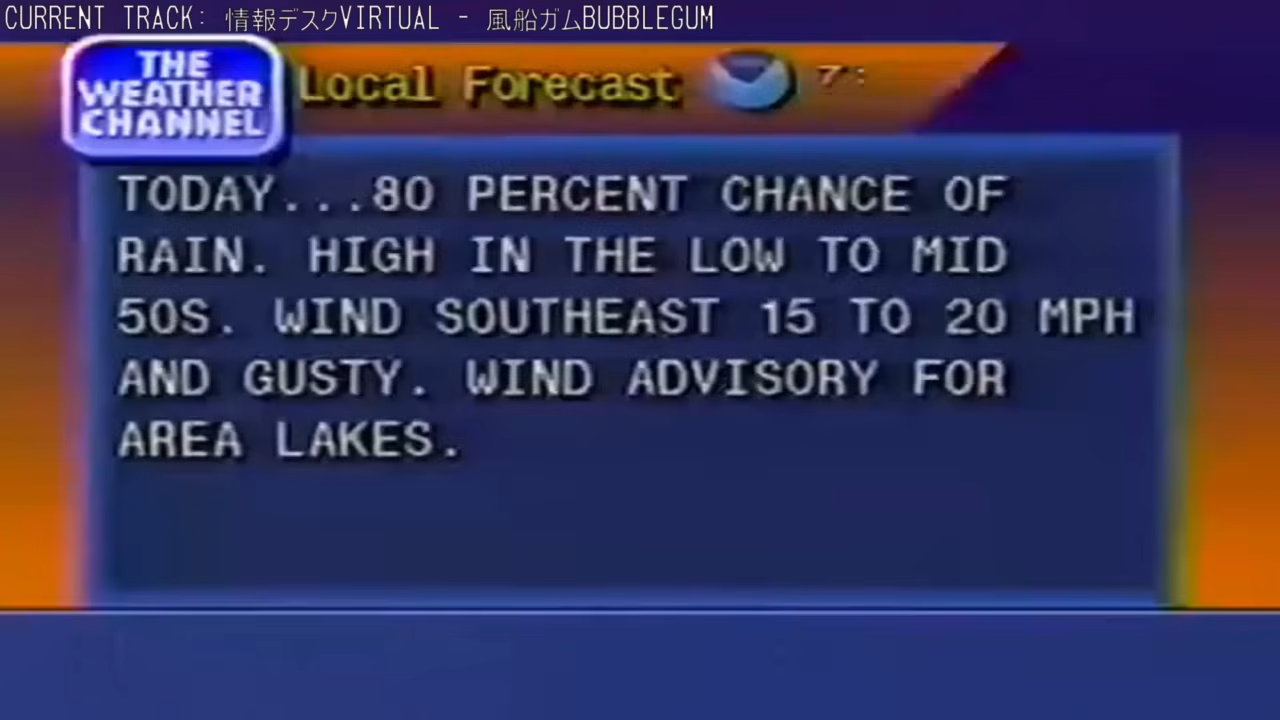 CURRENT TRACK: 情報デスクVIRTUAL - 風船ガムBUBBLEGUM
THE
WEATHER
CHANNEL
Local Forecast
TODAY...80 PERCENT CHANCE OF
RAIN. HIGH IN THE LOW TO MID
50S. WIND SOUTHEAST 15 TO 20 MPH
AND GUSTY. WIND ADVISORY FOR
AREA LAKES.